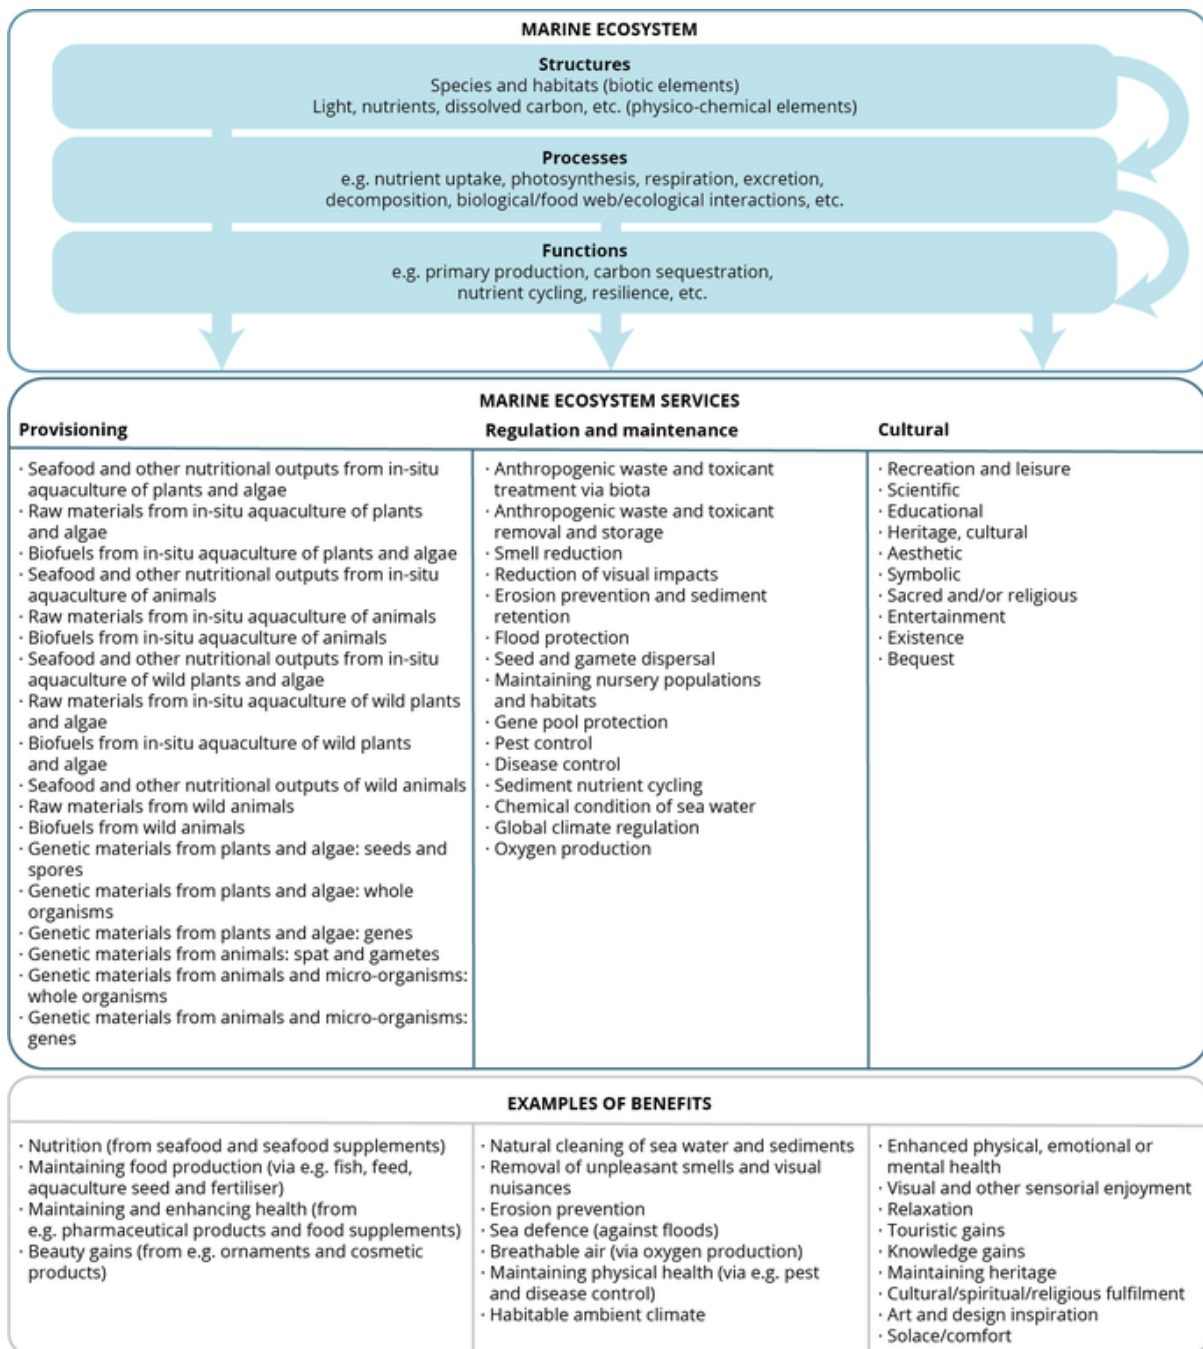 MARINE ECOSYSTEM
Structures
Species and habitats (biotic elements)
Light, nutrients, dissolved carbon, etc. (physico-chemical elements)
Processes
e.g. nutrient uptake, photosynthesis, respiration, excretion,
decomposition, biological/food web/ecological interactions, etc.
Functions
e.g. primary production, carbon sequestration,
nutrient cycling, resilience, etc.
MARINE ECOSYSTEM SERVICES
Provisioning
· Seafood and other nutritional outputs from in-situ
aquaculture of plants and algae
· Raw materials from in-situ aquaculture of plants
and algae
· Biofuels from in-situ aquaculture of plants and algae
· Seafood and other nutritional outputs from in-situ
aquaculture of animals
· Raw materials from in-situ aquaculture of animals
· Biofuels from in-situ aquaculture of animals
· Seafood and other nutritional outputs from in-situ
aquaculture of wild plants and algae
· Raw materials from in-situ aquaculture of wild plants
and algae
· Biofuels from in-situ aquaculture of wild plants
and algae
· Seafood and other nutritional outputs of wild animals
· Raw materials from wild animals
· Biofuels from wild animals
· Genetic materials from plants and algae: seeds and
spores
· Genetic materials from plants and algae: whole
organisms
· Genetic materials from plants and algae: genes
· Genetic materials from animals: spat and gametes
· Genetic materials from animals and micro-organisms:
whole organisms
· Genetic materials from animals and micro-organisms:
genes
Regulation and maintenance
· Anthropogenic waste and toxicant
treatment via biota
· Anthropogenic waste and toxicant
removal and storage
· Smell reduction
· Reduction of visual impacts
· Erosion prevention and sediment
retention
· Flood protection
· Seed and gamete dispersal
· Maintaining nursery populations
and habitats
· Gene pool protection
· Pest control
· Disease control
· Sediment nutrient cycling
· Chemical condition of sea water
· Global climate regulation
· Oxygen production
Cultural
· Recreation and leisure
· Scientific
· Educational
· Heritage, cultural
· Aesthetic
· Symbolic
· Sacred and/or religious
· Entertainment
· Existence
· Bequest
EXAMPLES OF BENEFITS
· Nutrition (from seafood and seafood supplements)
· Maintaining food production (via e.g. fish, feed,
aquaculture seed and fertiliser)
· Maintaining and enhancing health (from
e.g. pharmaceutical products and food supplements)
· Beauty gains (from e.g. ornaments and cosmetic
products)
· Natural cleaning of sea water and sediments
· Removal of unpleasant smells and visual
nuisances
· Erosion prevention
· Sea defence (against floods)
· Breathable air (via oxygen production)
· Maintaining physical health (via e.g. pest
and disease control)
· Habitable ambient climate
· Enhanced physical, emotional or
mental health
· Visual and other sensorial enjoyment
· Relaxation
· Touristic gains
· Knowledge gains
· Maintaining heritage
· Cultural/spiritual/religious fulfilment
· Art and design inspiration
· Solace/comfort